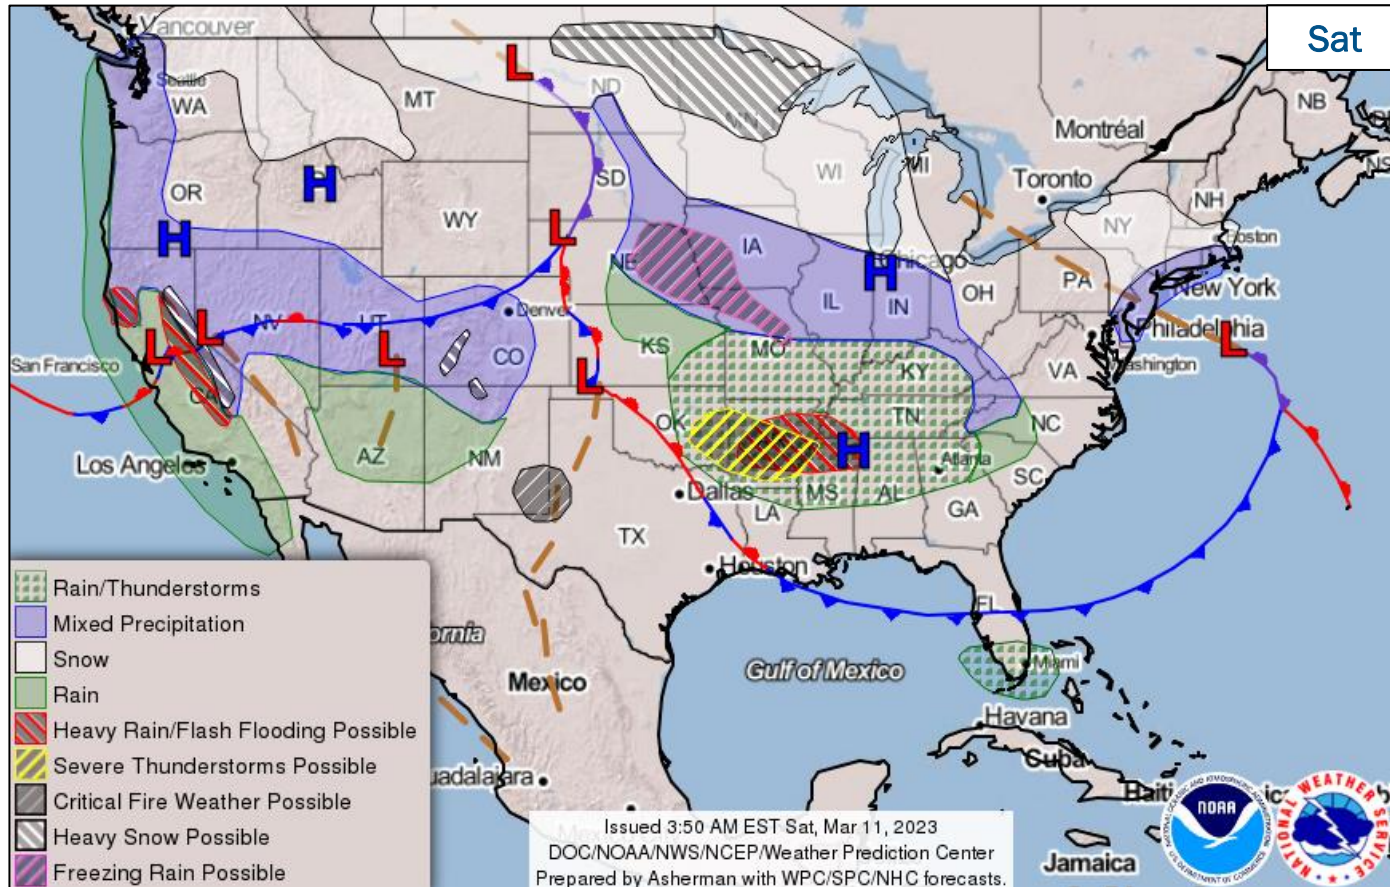 Sat
Vancouver
Seattle
WA
MT
ND
MN
Montréal
NB
NS
OR
WY
SD
WI
MI
Toronto
NH
NY
Boston
IA
NE
Chicago
PA
New York
NV
UT
Denver
CO
IL
IN
OH
Philadelphia
Washington
San Francisco
CA
KS
MO
KY
VA
Los Angeles
AZ
NM
OK
TN
NC
Atlanta
SC
Dallas
LA
MS
AL
GA
TX
Houston
FL
Miami
ornia
Mexico
Gulf of Mexico
Havana
Cuba
Haiti
Jamaica
uadalajara
H
H
H
H
L
L
L
L
L
L
L
Rain/Thunderstorms
Mixed Precipitation
Snow
Rain
Heavy Rain/Flash Flooding Possible
Severe Thunderstorms Possible
Critical Fire Weather Possible
Heavy Snow Possible
Freezing Rain Possible
Issued 3:50 AM EST Sat, Mar 11, 2023
DOC/NOAA/NWS/NCEP/Weather Prediction Center
Prepared by Asherman with WPC/SPC/NHC forecasts.
NOAA
NATIONAL WEATHER SERVICE